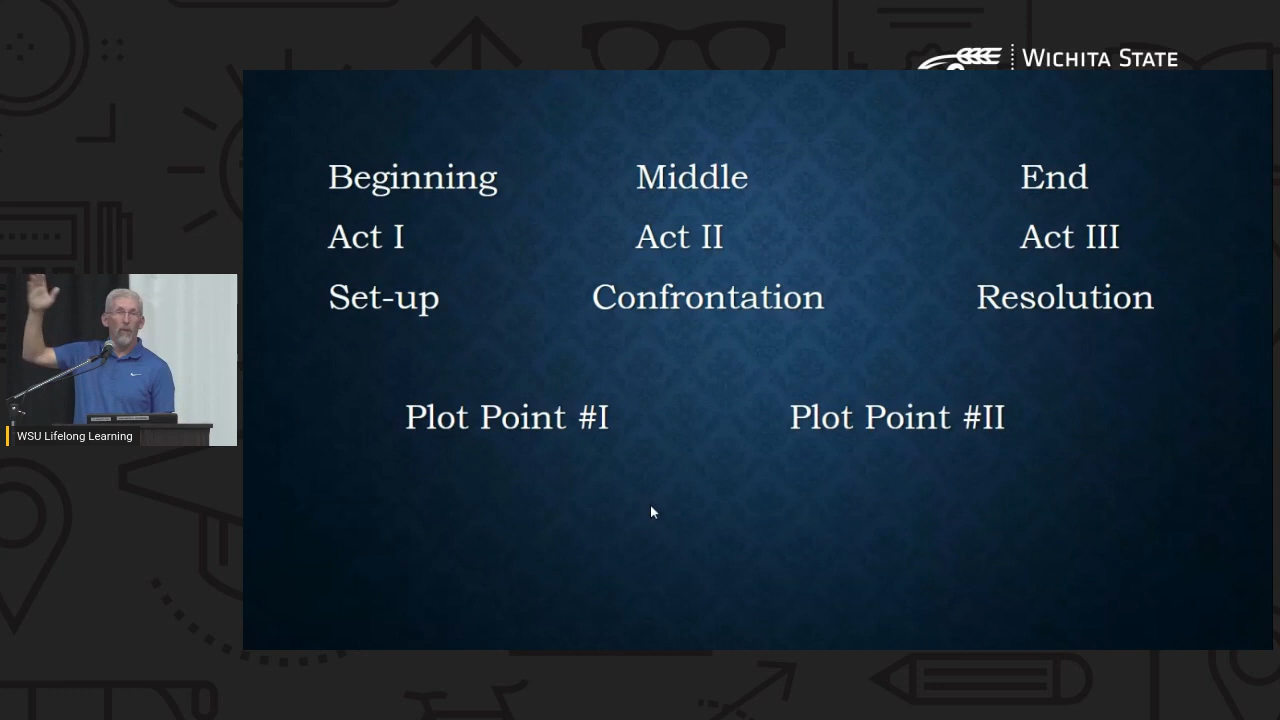 WICHITA STATE
Beginning Middle End
Act I Act II Act III
Set-up Confrontation Resolution
Plot Point #I Plot Point #II
WSU Lifelong Learning